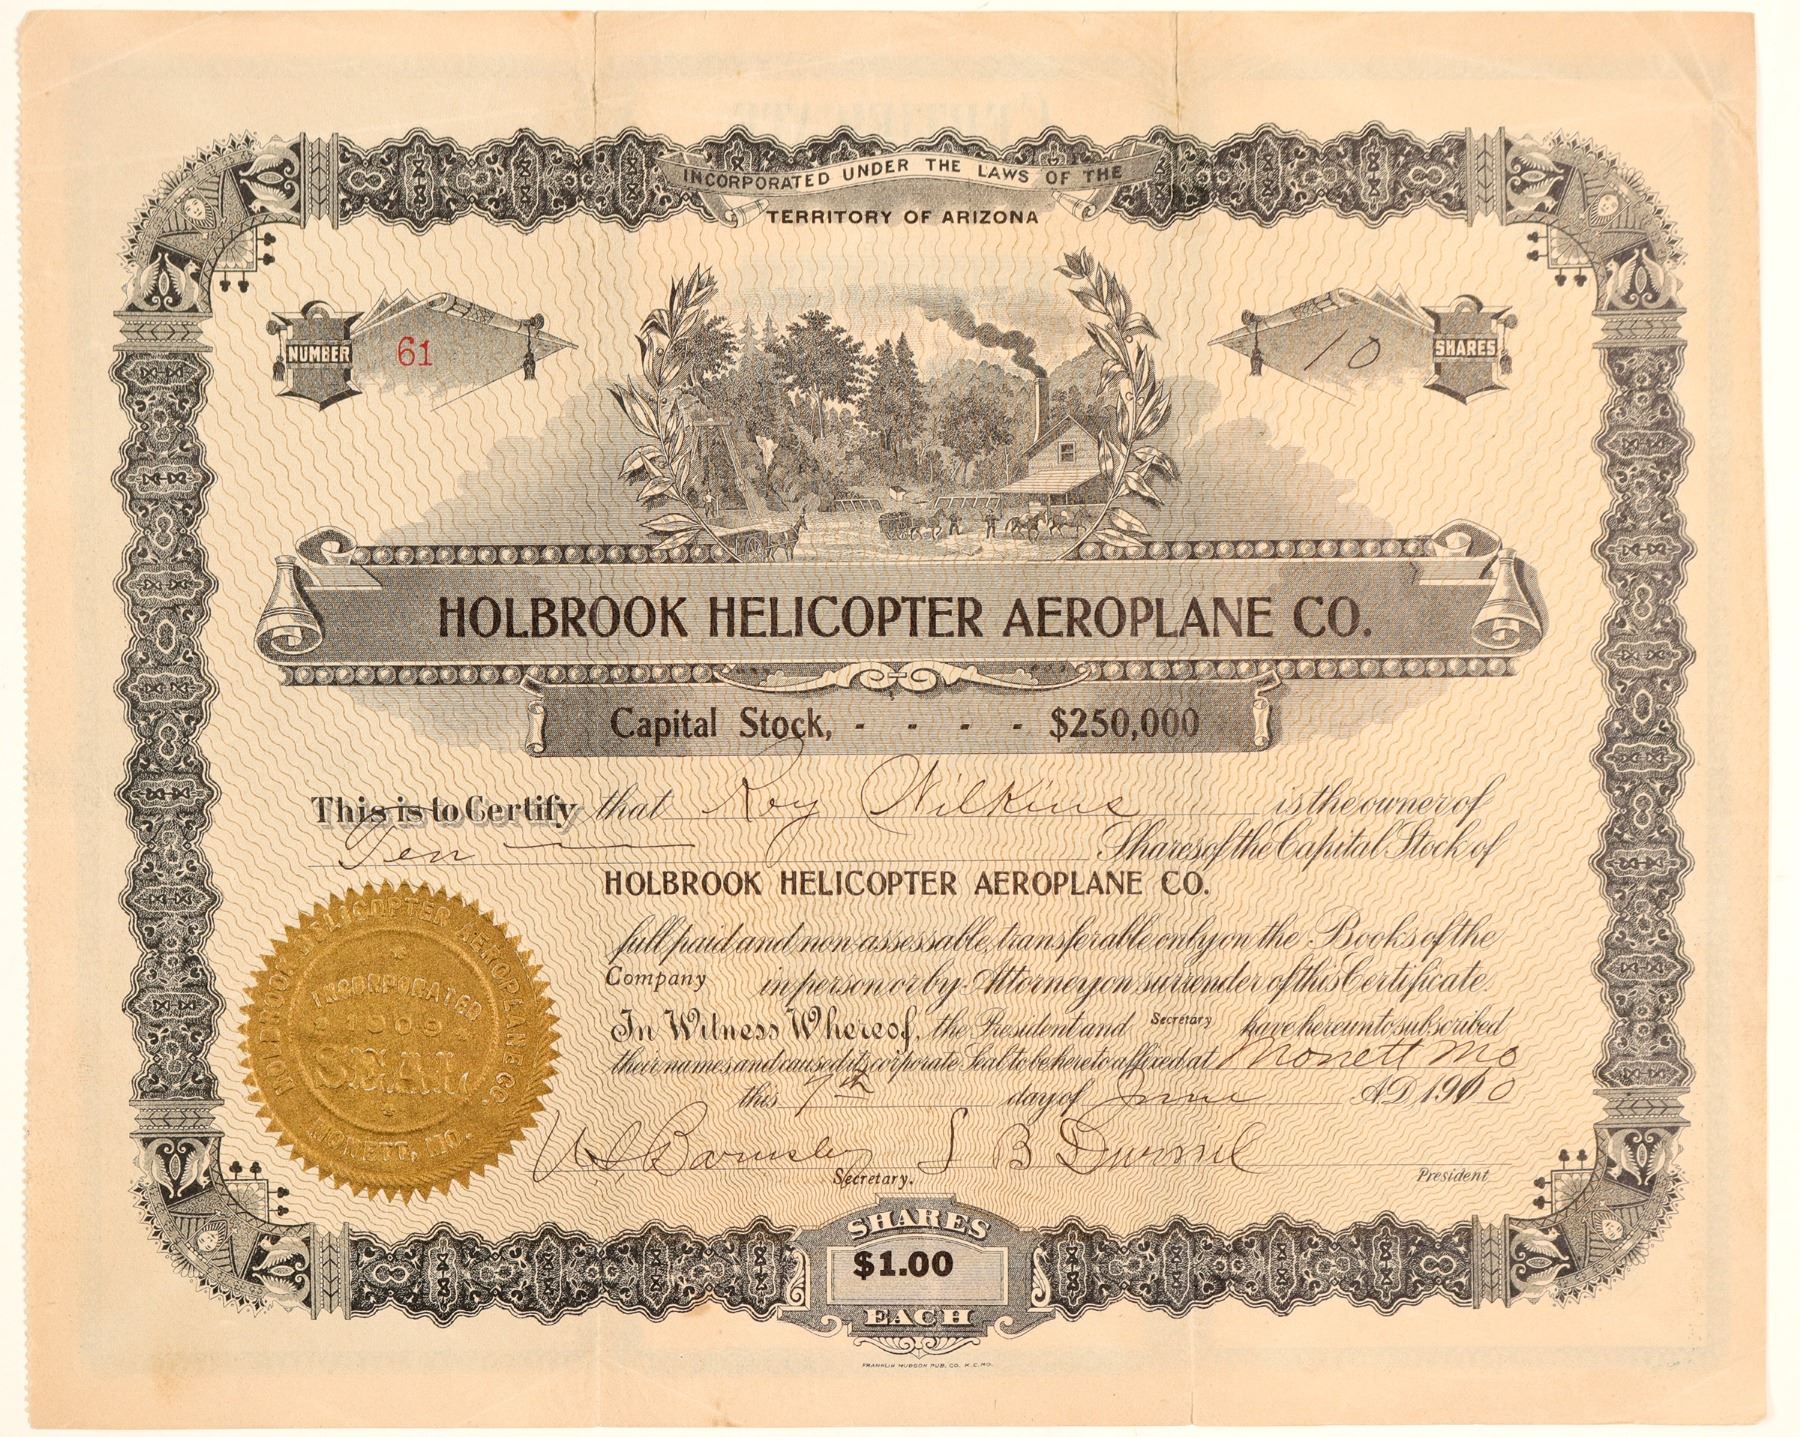 INCORPORATED UNDER THE LAWS OF THE
TERRITORY OF ARIZONA
NUMBER 61
10 SHARES
HOLBROOK HELICOPTER AEROPLANE CO.
Capital Stock, - - - - $250,000
This is to Certify that Roy Wilkins is the owner of
Ten Shares of the Capital Stock of
HOLBROOK HELICOPTER AEROPLANE CO.
full paid and non-assessable, transferable only on the Books of the
Company in person or by Attorney on surrender of this Certificate.
In Witness Whereof, the President and Secretary have hereunto subscribed
their names and caused its corporate Seal to be hereto affixed at Monett Mo
this 7th day of June A.D. 1910
Secretary. President
HOLBROOK HELICOPTER AEROPLANE CO.
INCORPORATED
1909
SEAL
MONETT, MO.
SHARES
$1.00
EACH
FRANKLIN HUDSON PUB. CO. K.C. MO.